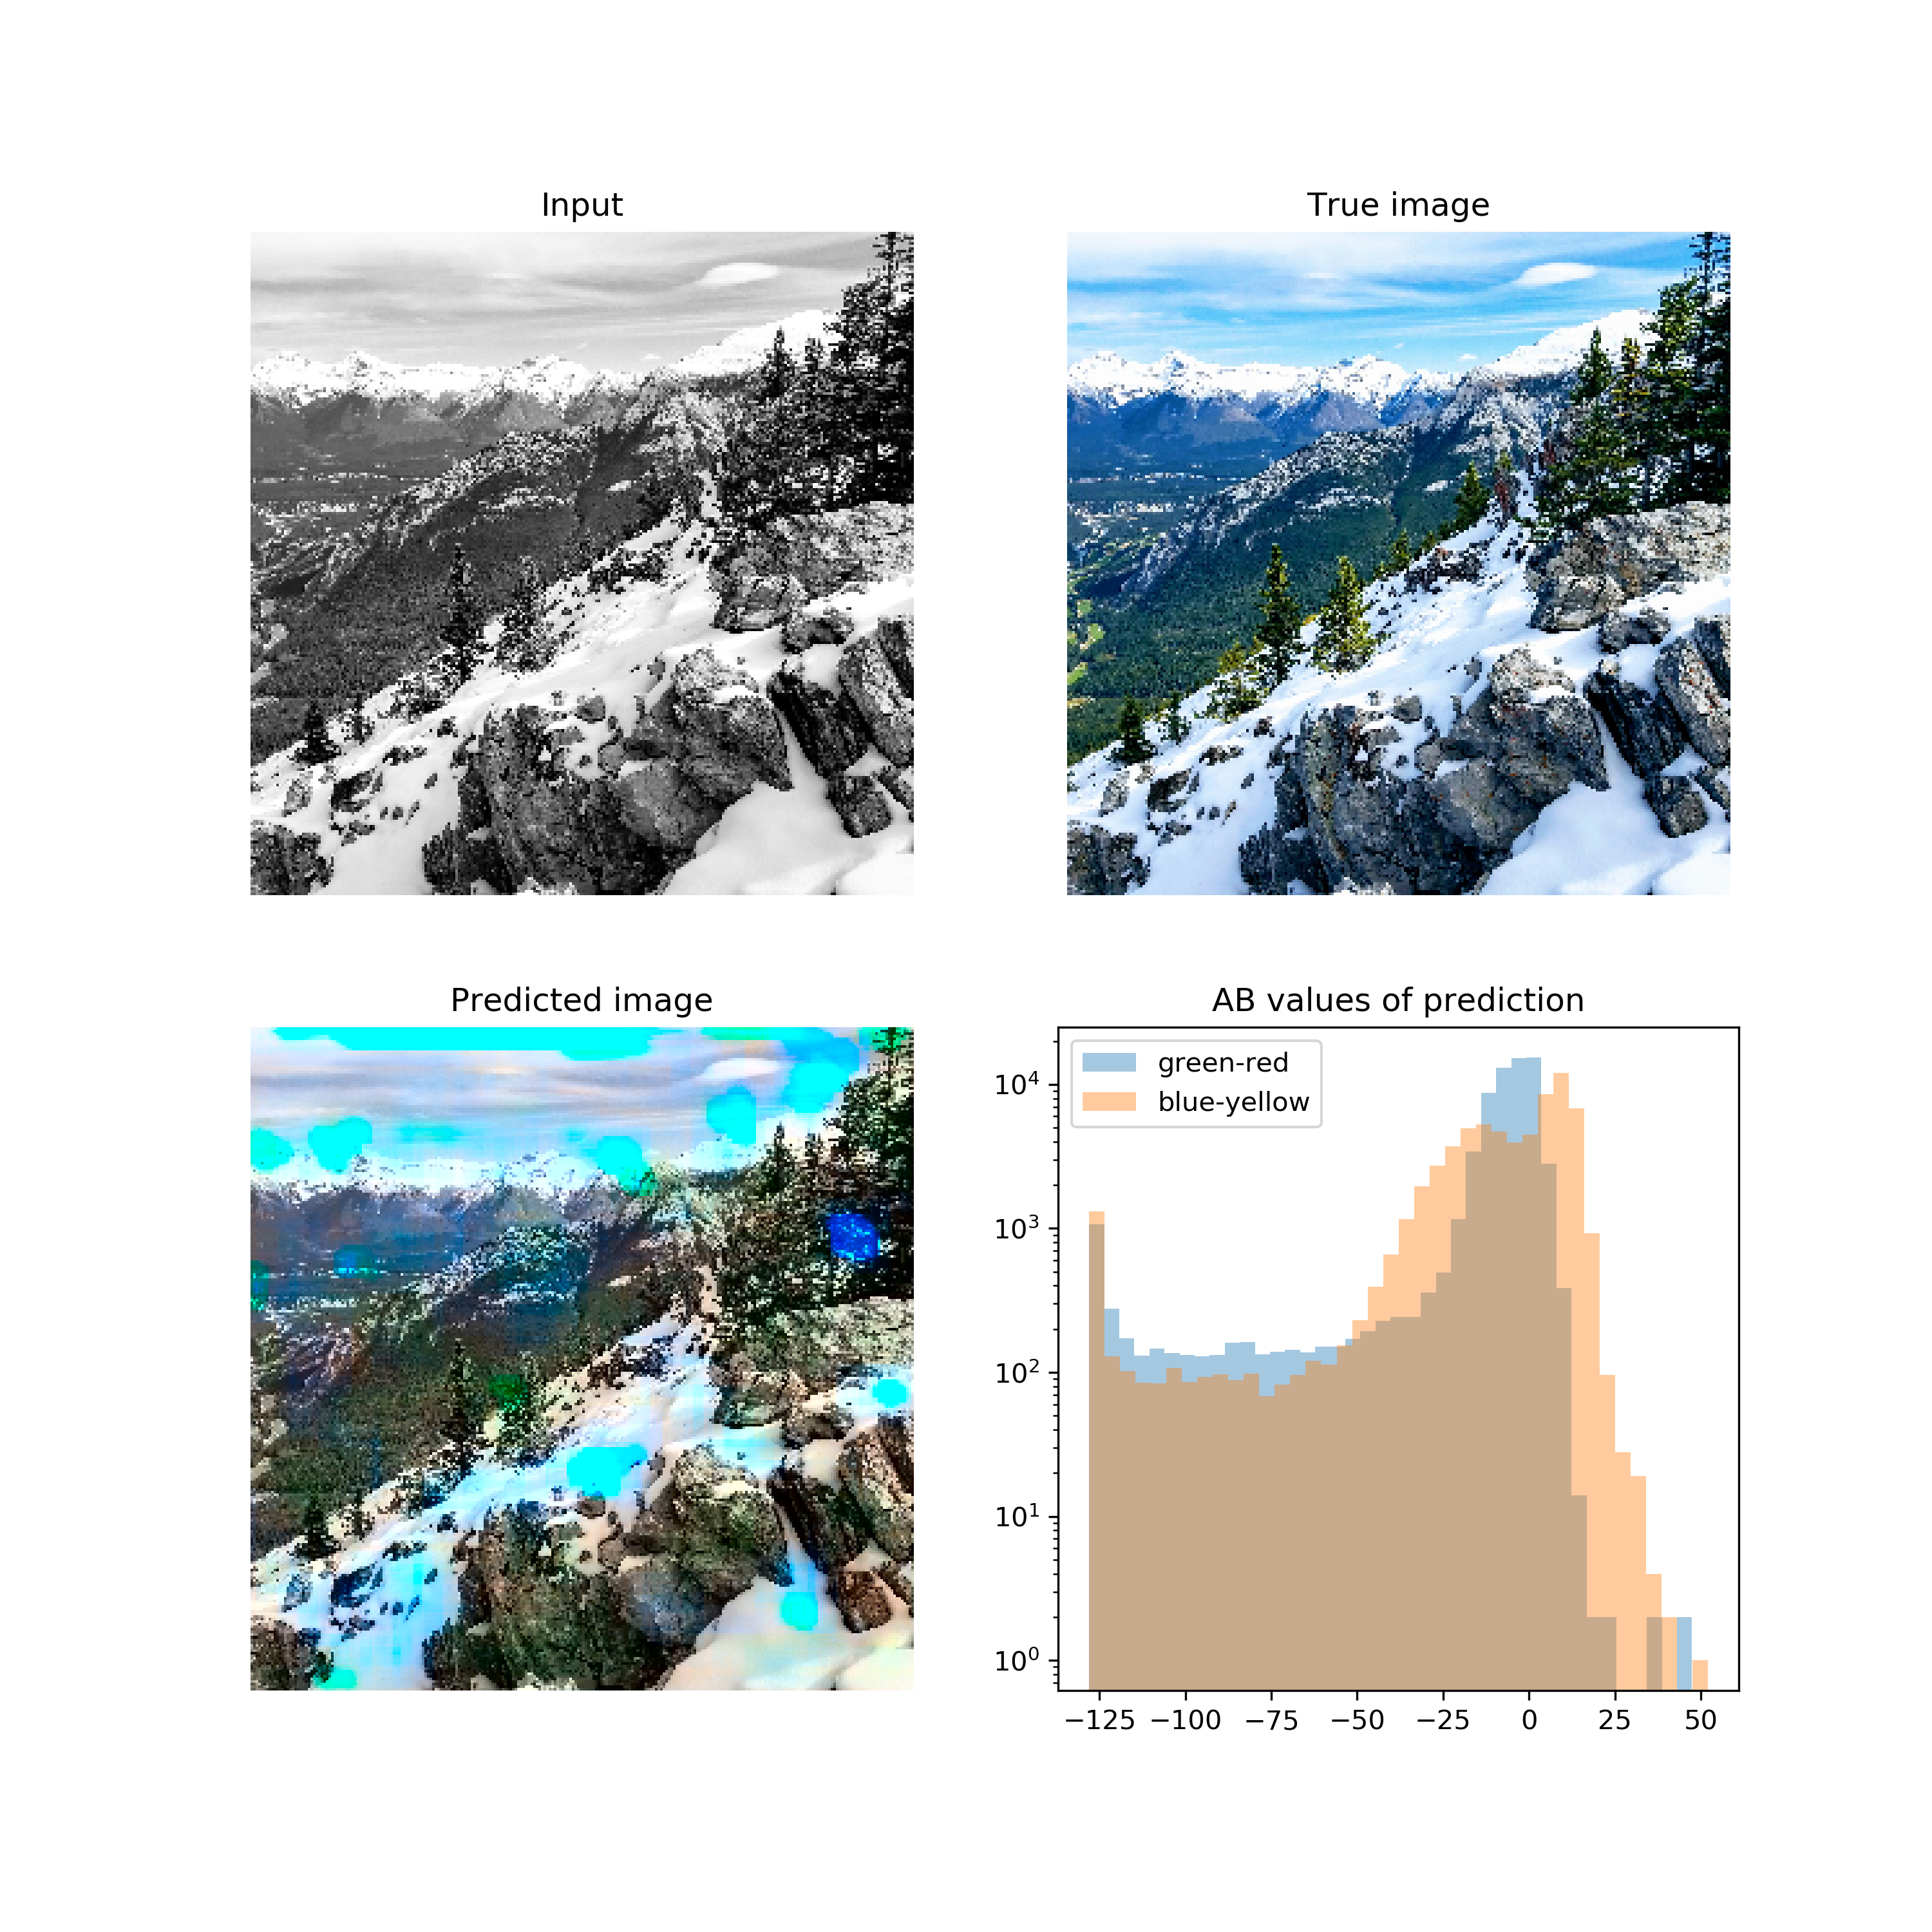 Input
True image
Predicted image
AB values of prediction
green-red
blue-yellow
10⁴
10³
10²
10¹
10⁰
−125
−100
−75
−50
−25
0
25
50